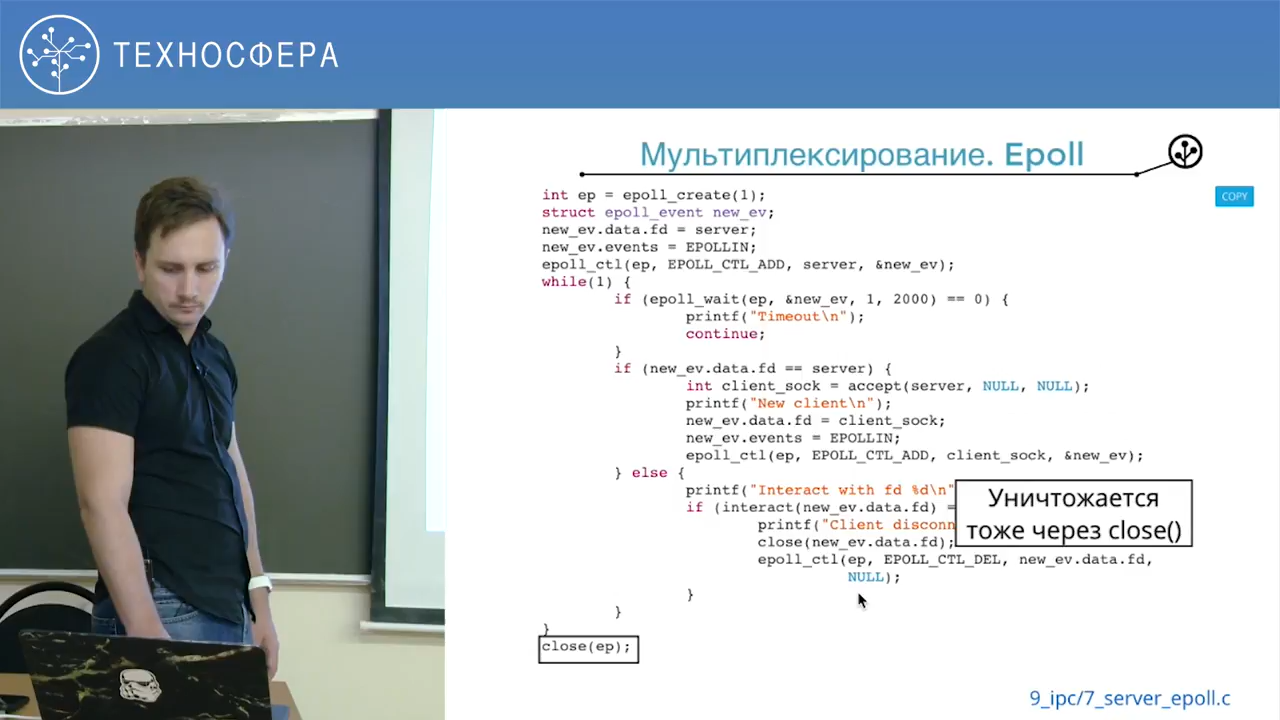 ТЕХНОСФЕРА
Мультиплексирование. Epoll
COPY
int ep = epoll_create(1);
struct epoll_event new_ev;
new_ev.data.fd = server;
new_ev.events = EPOLLIN;
epoll_ctl(ep, EPOLL_CTL_ADD, server, &new_ev);
while(1) {
if (epoll_wait(ep, &new_ev, 1, 2000) == 0) {
printf("Timeout\n");
continue;
}
if (new_ev.data.fd == server) {
int client_sock = accept(server, NULL, NULL);
printf("New client\n");
new_ev.data.fd = client_sock;
new_ev.events = EPOLLIN;
epoll_ctl(ep, EPOLL_CTL_ADD, client_sock, &new_ev);
} else {
printf("Interact with fd %d\n"
if (interact(new_ev.data.fd) =
printf("Client disconn
close(new_ev.data.fd);
epoll_ctl(ep, EPOLL_CTL_DEL, new_ev.data.fd,
NULL);
}
}
}
close(ep);
Уничтожается
тоже через close()
9_ipc/7_server_epoll.c